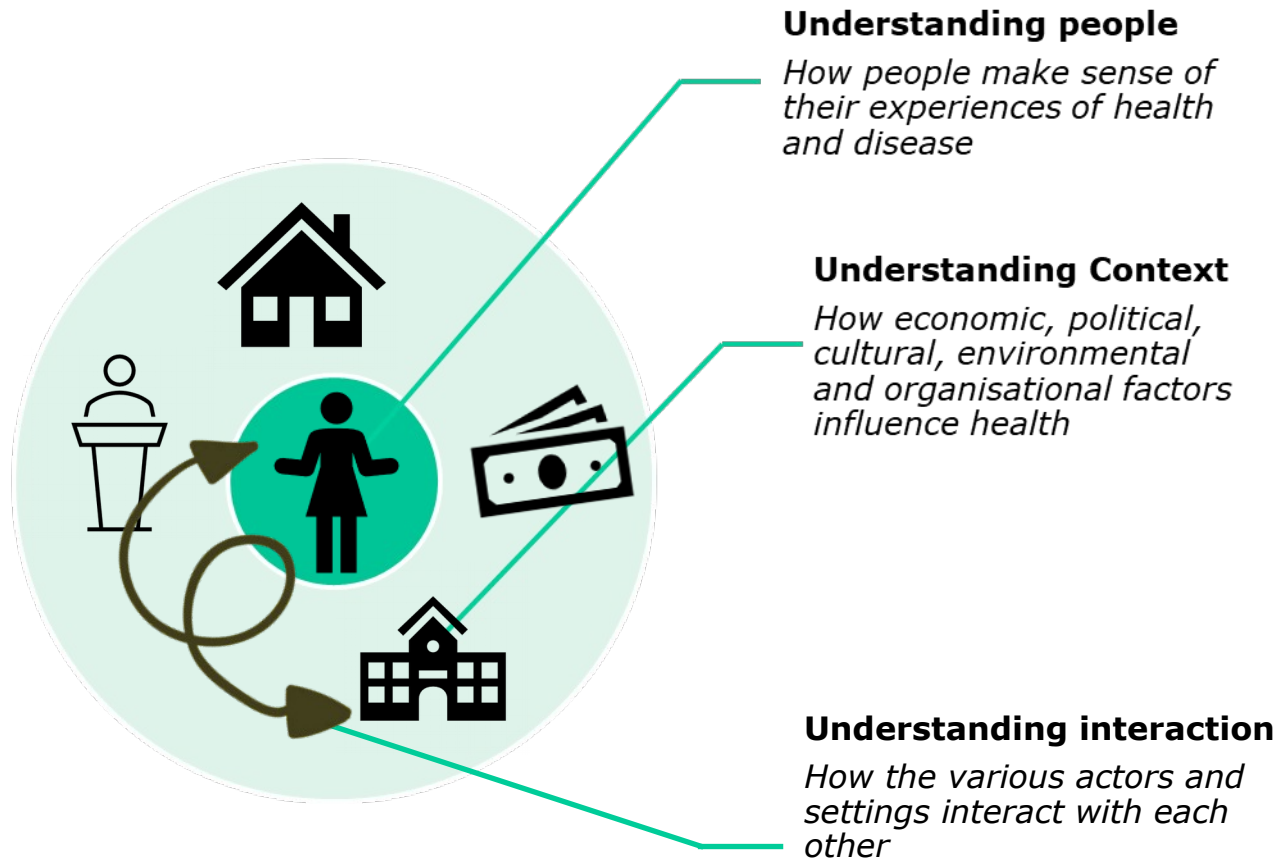 Understanding people
How people make sense of
their experiences of health
and disease
Understanding Context
How economic, political,
cultural, environmental
and organisational factors
influence health
Understanding interaction
How the various actors and
settings interact with each
other